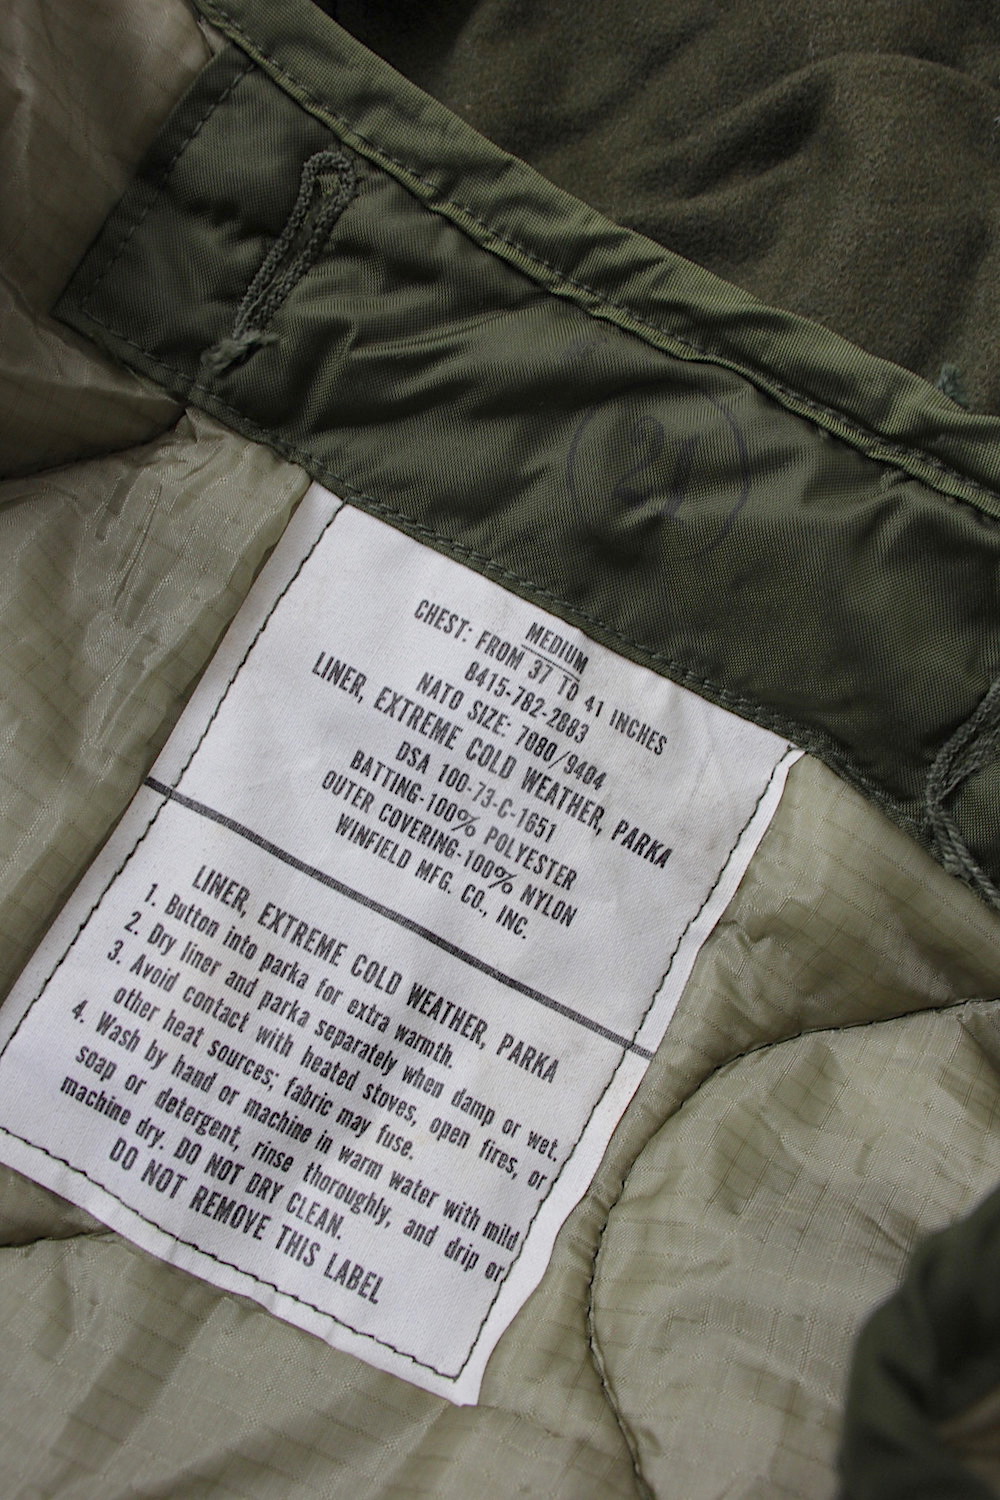 21
MEDIUM
CHEST: FROM 37 TO 41 INCHES
8415-782-2883
NATO SIZE: 7080/9404
LINER, EXTREME COLD WEATHER, PARKA
DSA 100-73-C-1651
BATTING-100% POLYESTER
OUTER COVERING-100% NYLON
WINFIELD MFG. CO., INC.
LINER, EXTREME COLD WEATHER, PARKA
1. Button into parka for extra warmth.
2. Dry liner and parka separately when damp or wet.
3. Avoid contact with heated stoves, open fires, or
other heat sources; fabric may fuse.
4. Wash by hand or machine in warm water with mild
soap or detergent, rinse thoroughly, and drip or
machine dry. DO NOT DRY CLEAN.
DO NOT REMOVE THIS LABEL